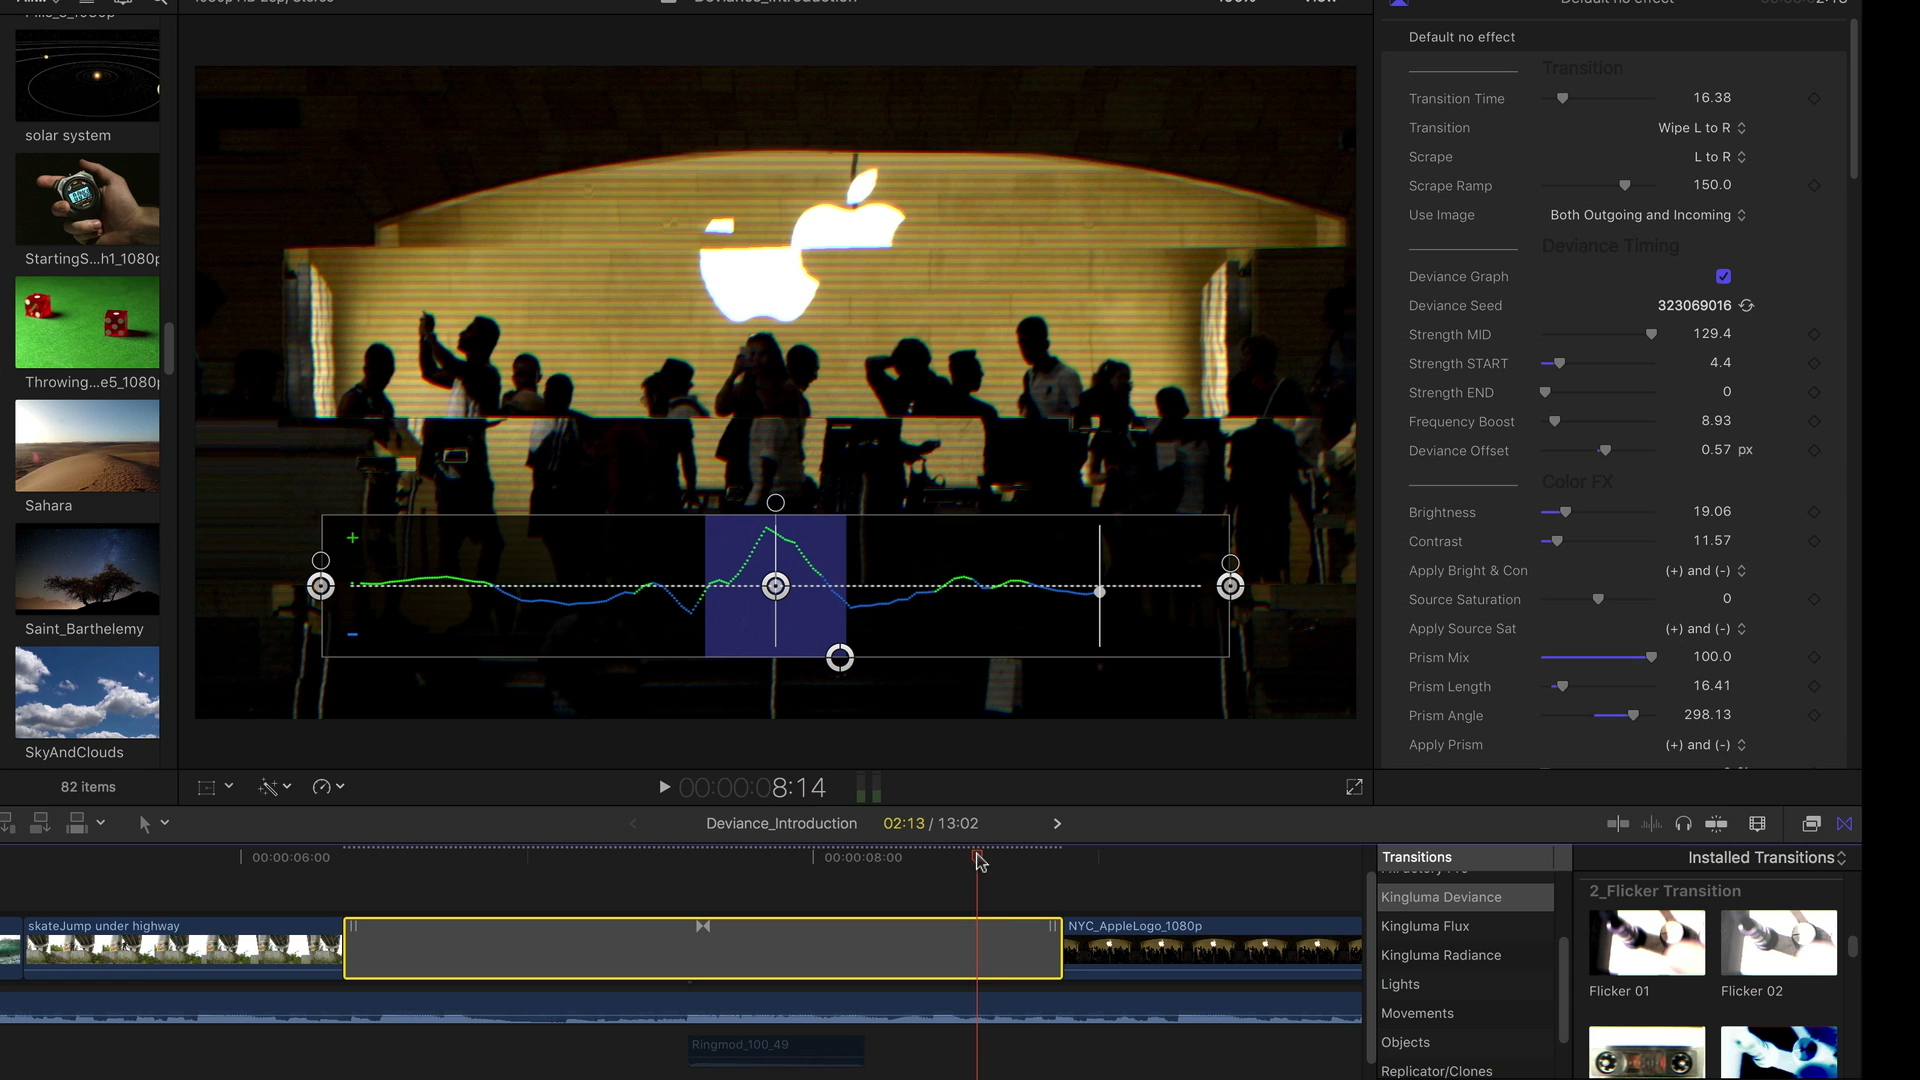 Deviance_Introduction
Default no effect
solar system
StartingS...h1_1080p
Throwing...e5_1080p
Sahara
Saint_Barthelemy
SkyAndClouds
82 items
Default no effect
Transition
Transition Time 16.38
Transition Wipe L to R
Scrape L to R
Scrape Ramp 150.0
Use Image Both Outgoing and Incoming
Deviance Timing
Deviance Graph
Deviance Seed 323069016
Strength MID 129.4
Strength START 4.4
Strength END 0
Frequency Boost 8.93
Deviance Offset 0.57 px
Color FX
Brightness 19.06
Contrast 11.57
Apply Bright & Con (+) and (-)
Source Saturation 0
Apply Source Sat (+) and (-)
Prism Mix 100.0
Prism Length 16.41
Prism Angle 298.13
Apply Prism (+) and (-)
00:00:08:14
Deviance_Introduction 02:13 / 13:02
00:00:06:00
00:00:08:00
skateJump under highway
NYC_AppleLogo_1080p
Ringmod_100_49
Transitions
Installed Transitions
Kingluma Deviance
Kingluma Flux
Kingluma Radiance
Lights
Movements
Objects
Replicator/Clones
2_Flicker Transition
Flicker 01
Flicker 02